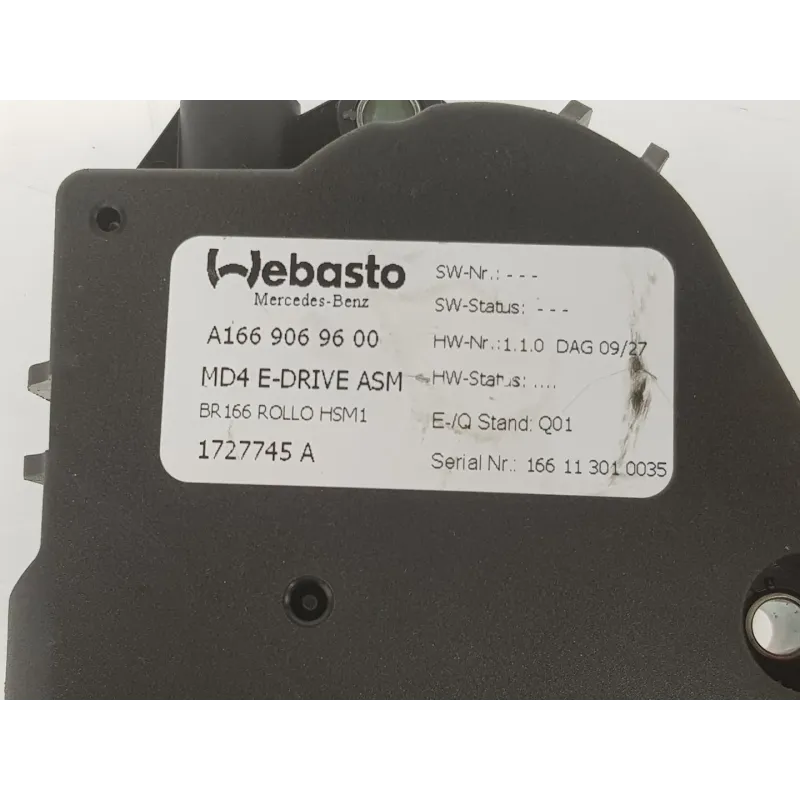 Webasto
Mercedes-Benz
A166 906 96 00
MD4 E-DRIVE ASM
BR166 ROLLO HSM1
1727745 A
SW-Nr.: - - -
SW-Status: - - -
HW-Nr.:1.1.0 DAG 09/27
HW-Status: ....
E-/Q Stand: Q01
Serial Nr.: 166 11 301 0035